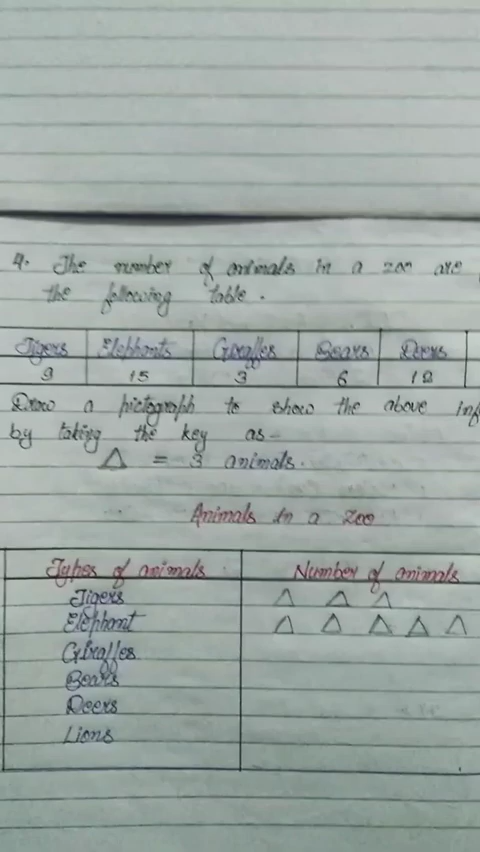 4. The number of animals in a zoo are
the following table.
Tigers Elephants Giraffes Bears Deers
9 15 3 6 18
Draw a pictograph to show the above inf
by taking the key as-
△ = 3 animals.
Animals in a Zoo
Types of animals Number of animals
Tigers △ △ △
Elephant △ △ △ △ △
Giraffes
Bears
Deers
Lions